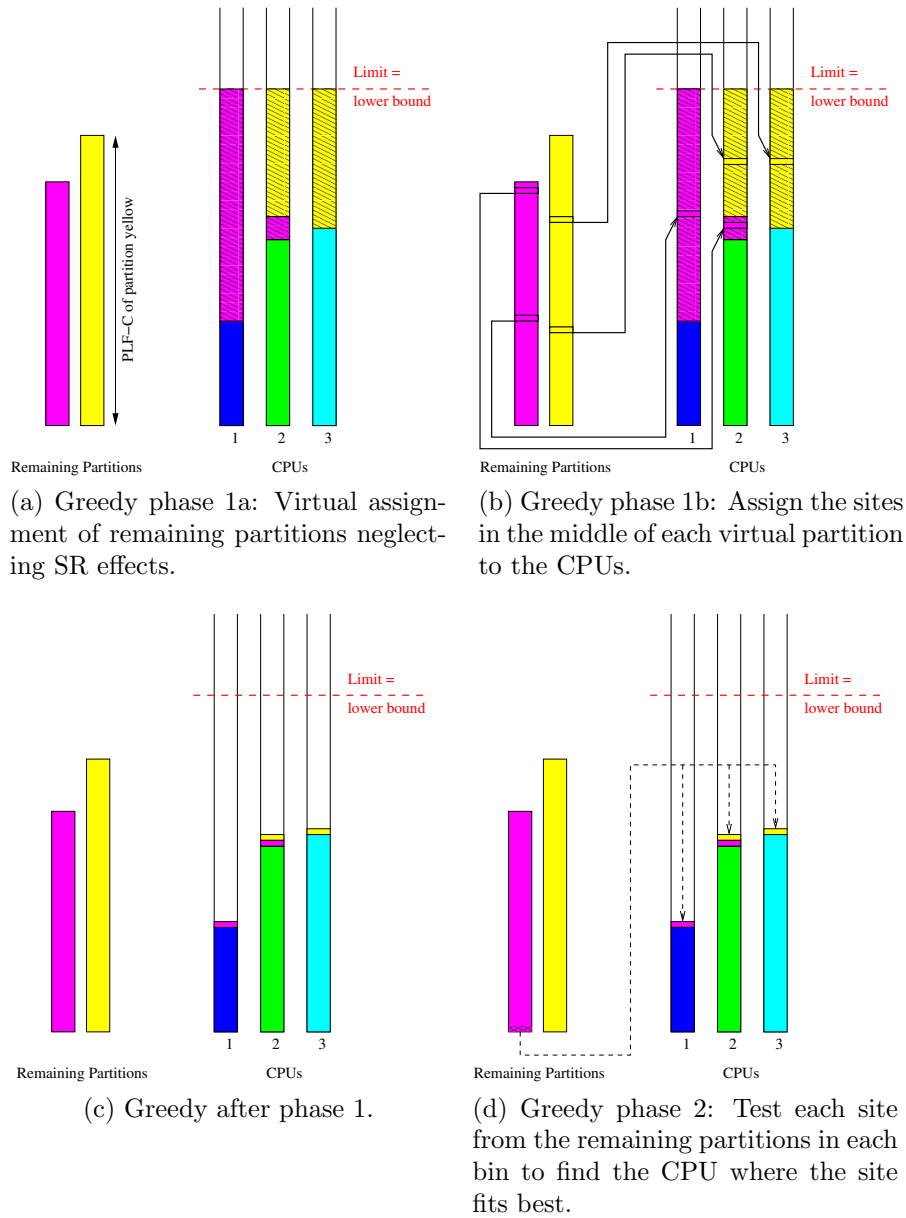 Limit =
lower bound
PLF−C of partition yellow
1
2
3
Remaining Partitions
CPUs
(a) Greedy phase 1a: Virtual assign-
ment of remaining partitions neglect-
ing SR effects.
Limit =
lower bound
1
2
3
Remaining Partitions
CPUs
(b) Greedy phase 1b: Assign the sites
in the middle of each virtual partition
to the CPUs.
Limit =
lower bound
1
2
3
Remaining Partitions
CPUs
(c) Greedy after phase 1.
Limit =
lower bound
1
2
3
Remaining Partitions
CPUs
(d) Greedy phase 2: Test each site
from the remaining partitions in each
bin to find the CPU where the site
fits best.